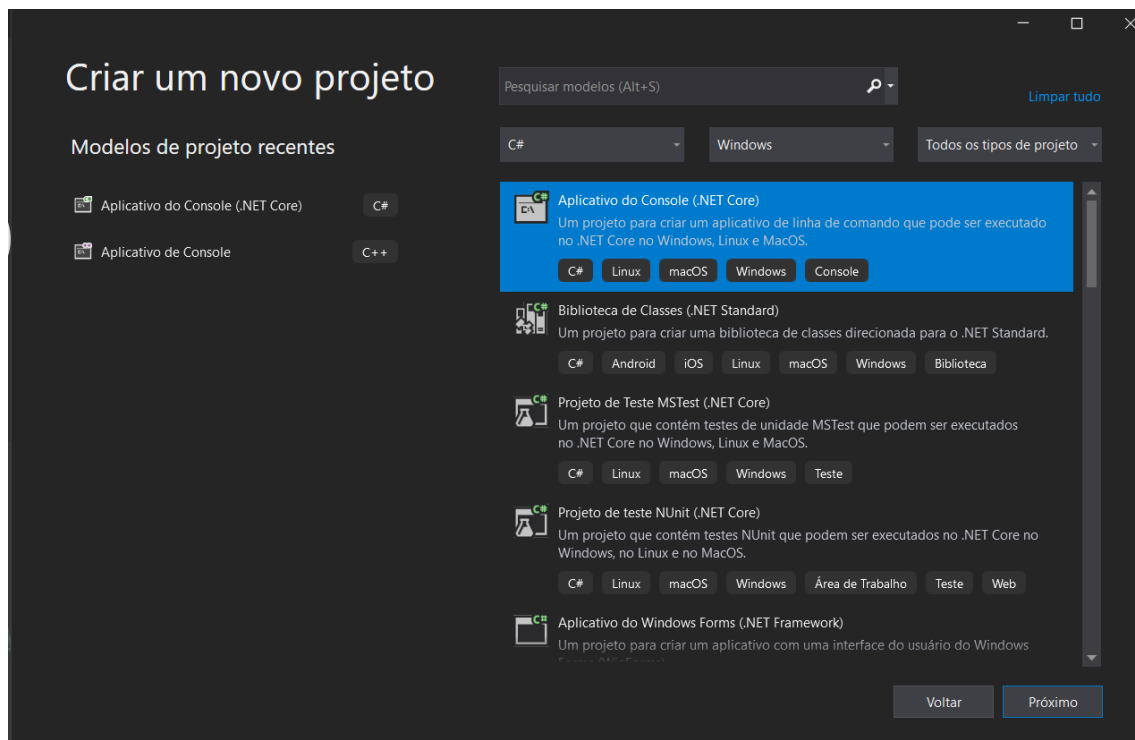 Criar um novo projeto
Pesquisar modelos (Alt+S)
Limpar tudo
Modelos de projeto recentes
C#
Windows
Todos os tipos de projeto
Aplicativo do Console (.NET Core)
C#
Aplicativo de Console
C++
C#
Aplicativo do Console (.NET Core)
Um projeto para criar um aplicativo de linha de comando que pode ser executado
no .NET Core no Windows, Linux e MacOS.
C# Linux macOS Windows Console
C#
Biblioteca de Classes (.NET Standard)
Um projeto para criar uma biblioteca de classes direcionada para o .NET Standard.
C# Android iOS Linux macOS Windows Biblioteca
C#
Projeto de Teste MSTest (.NET Core)
Um projeto que contém testes de unidade MSTest que podem ser executados
no .NET Core no Windows, Linux e MacOS.
C# Linux macOS Windows Teste
C#
Projeto de teste NUnit (.NET Core)
Um projeto que contém testes NUnit que podem ser executados no .NET Core no
Windows, no Linux e no MacOS.
C# Linux macOS Windows Área de Trabalho Teste Web
C#
Aplicativo do Windows Forms (.NET Framework)
Um projeto para criar um aplicativo com uma interface do usuário do Windows
Voltar
Próximo